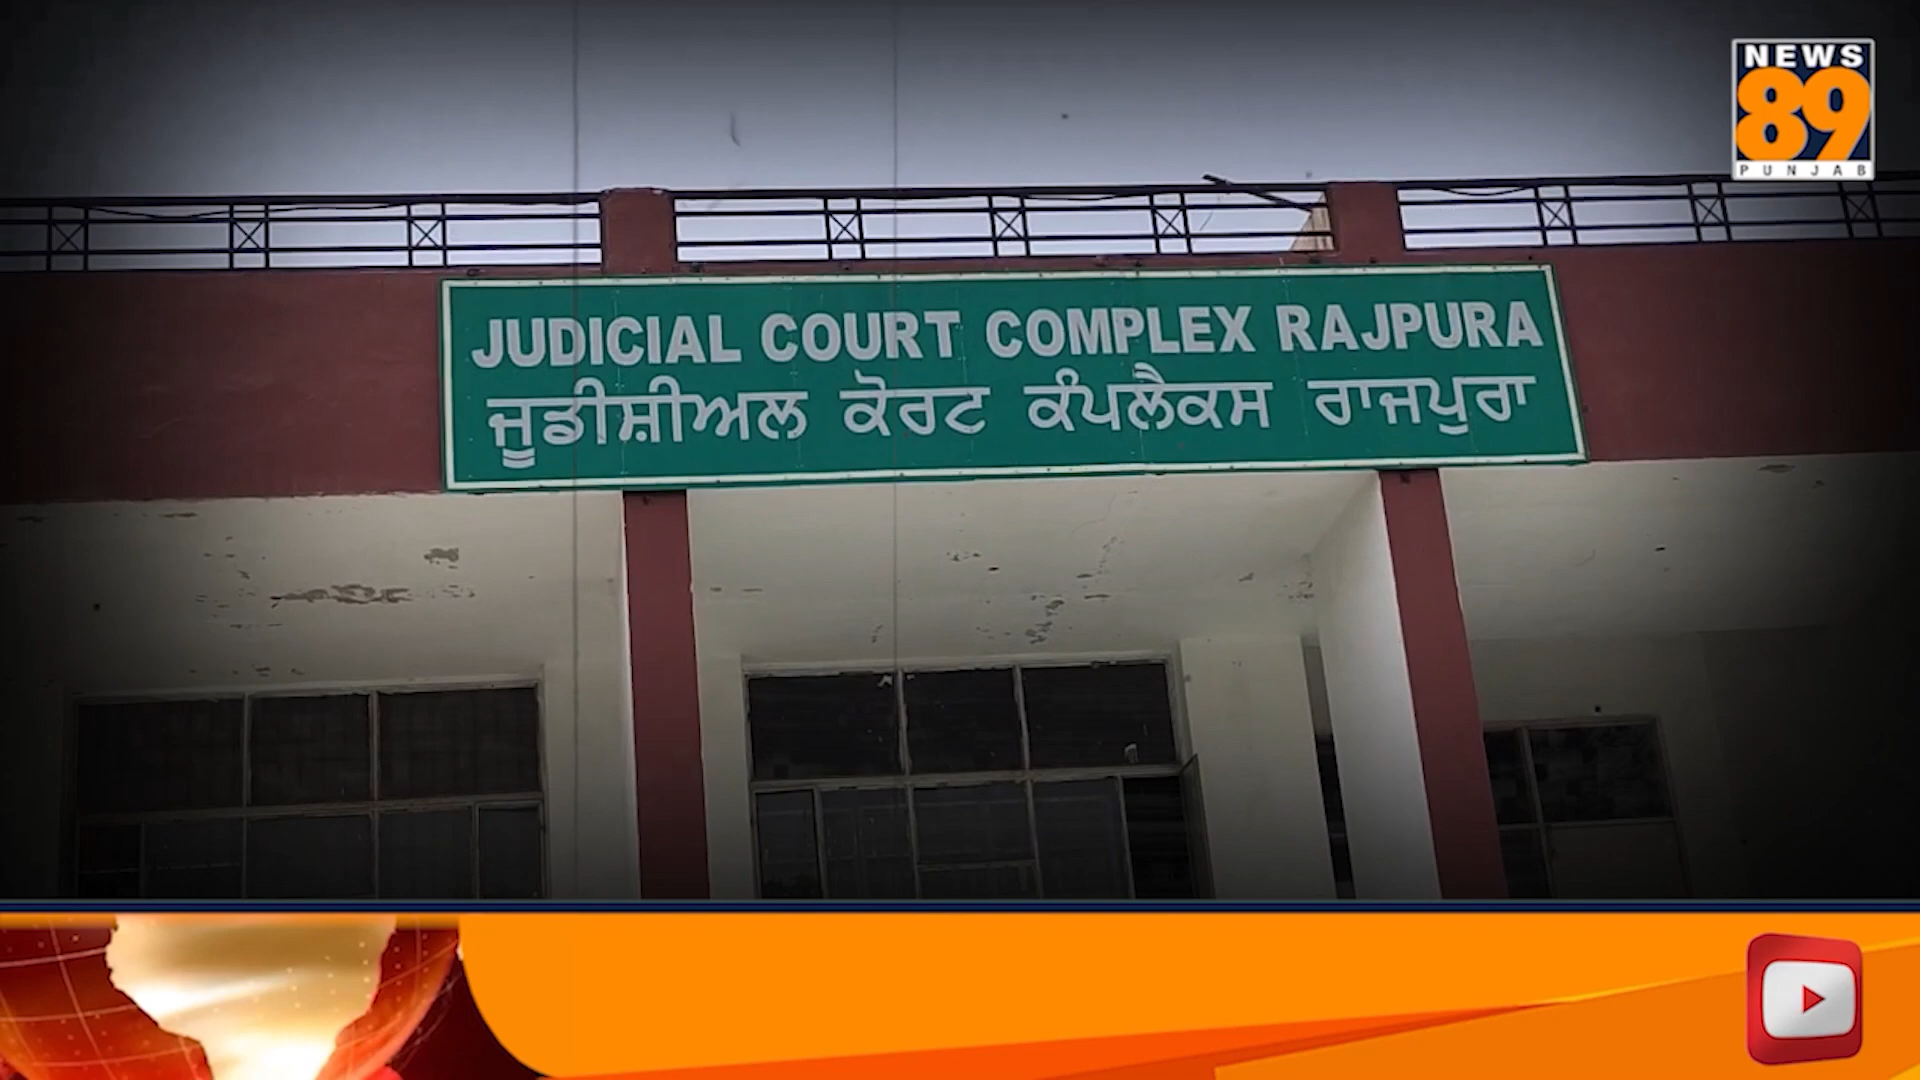 NEWS
89
PUNJAB
JUDICIAL COURT COMPLEX RAJPURA
ਜੂਡੀਸ਼ੀਅਲ ਕੋਰਟ ਕੰਪਲੈਕਸ ਰਾਜਪੁਰਾ